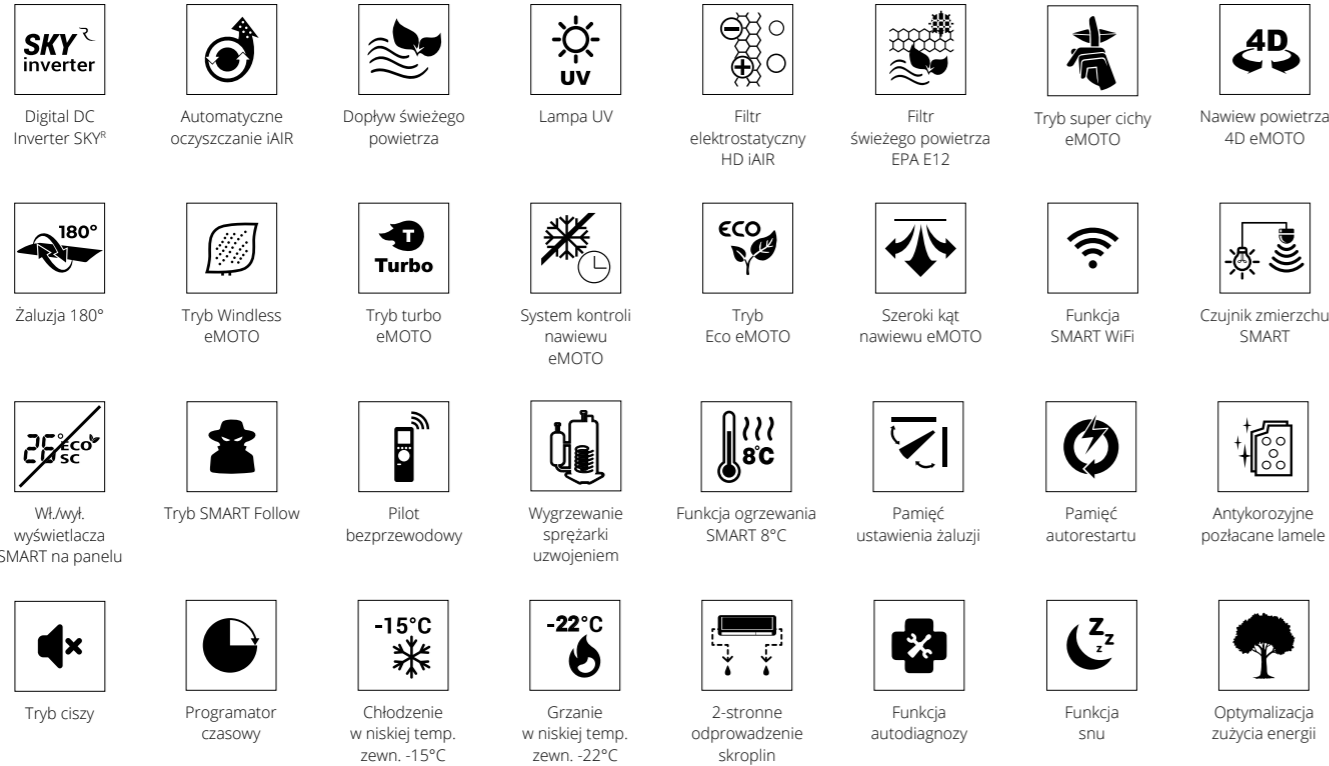 SKY R
inverter
UV
4D
Digital DC
Inverter SKYᴿ
Automatyczne
oczyszczanie iAIR
Dopływ świeżego
powietrza
Lampa UV
Filtr
elektrostatyczny
HD iAIR
Filtr
świeżego powietrza
EPA E12
Tryb super cichy
eMOTO
Nawiew powietrza
4D eMOTO
180°
T
Turbo
ECO
Żaluzja 180°
Tryb Windless
eMOTO
Tryb turbo
eMOTO
System kontroli
nawiewu
eMOTO
Tryb
Eco eMOTO
Szeroki kąt
nawiewu eMOTO
Funkcja
SMART WiFi
Czujnik zmierzchu
SMART
26° ECO
SC
8°C
Wł./wył.
wyświetlacza
SMART na panelu
Tryb SMART Follow
Pilot
bezprzewodowy
Wygrzewanie
sprężarki
uzwojeniem
Funkcja ogrzewania
SMART 8°C
Pamięć
ustawienia żaluzji
Pamięć
autorestartu
Antykorozyjne
pozłacane lamele
-15°C
-22°C
Z z z
Tryb ciszy
Programator
czasowy
Chłodzenie
w niskiej temp.
zewn. -15°C
Grzanie
w niskiej temp.
zewn. -22°C
2-stronne
odprowadzenie
skroplin
Funkcja
autodiagnozy
Funkcja
snu
Optymalizacja
zużycia energii